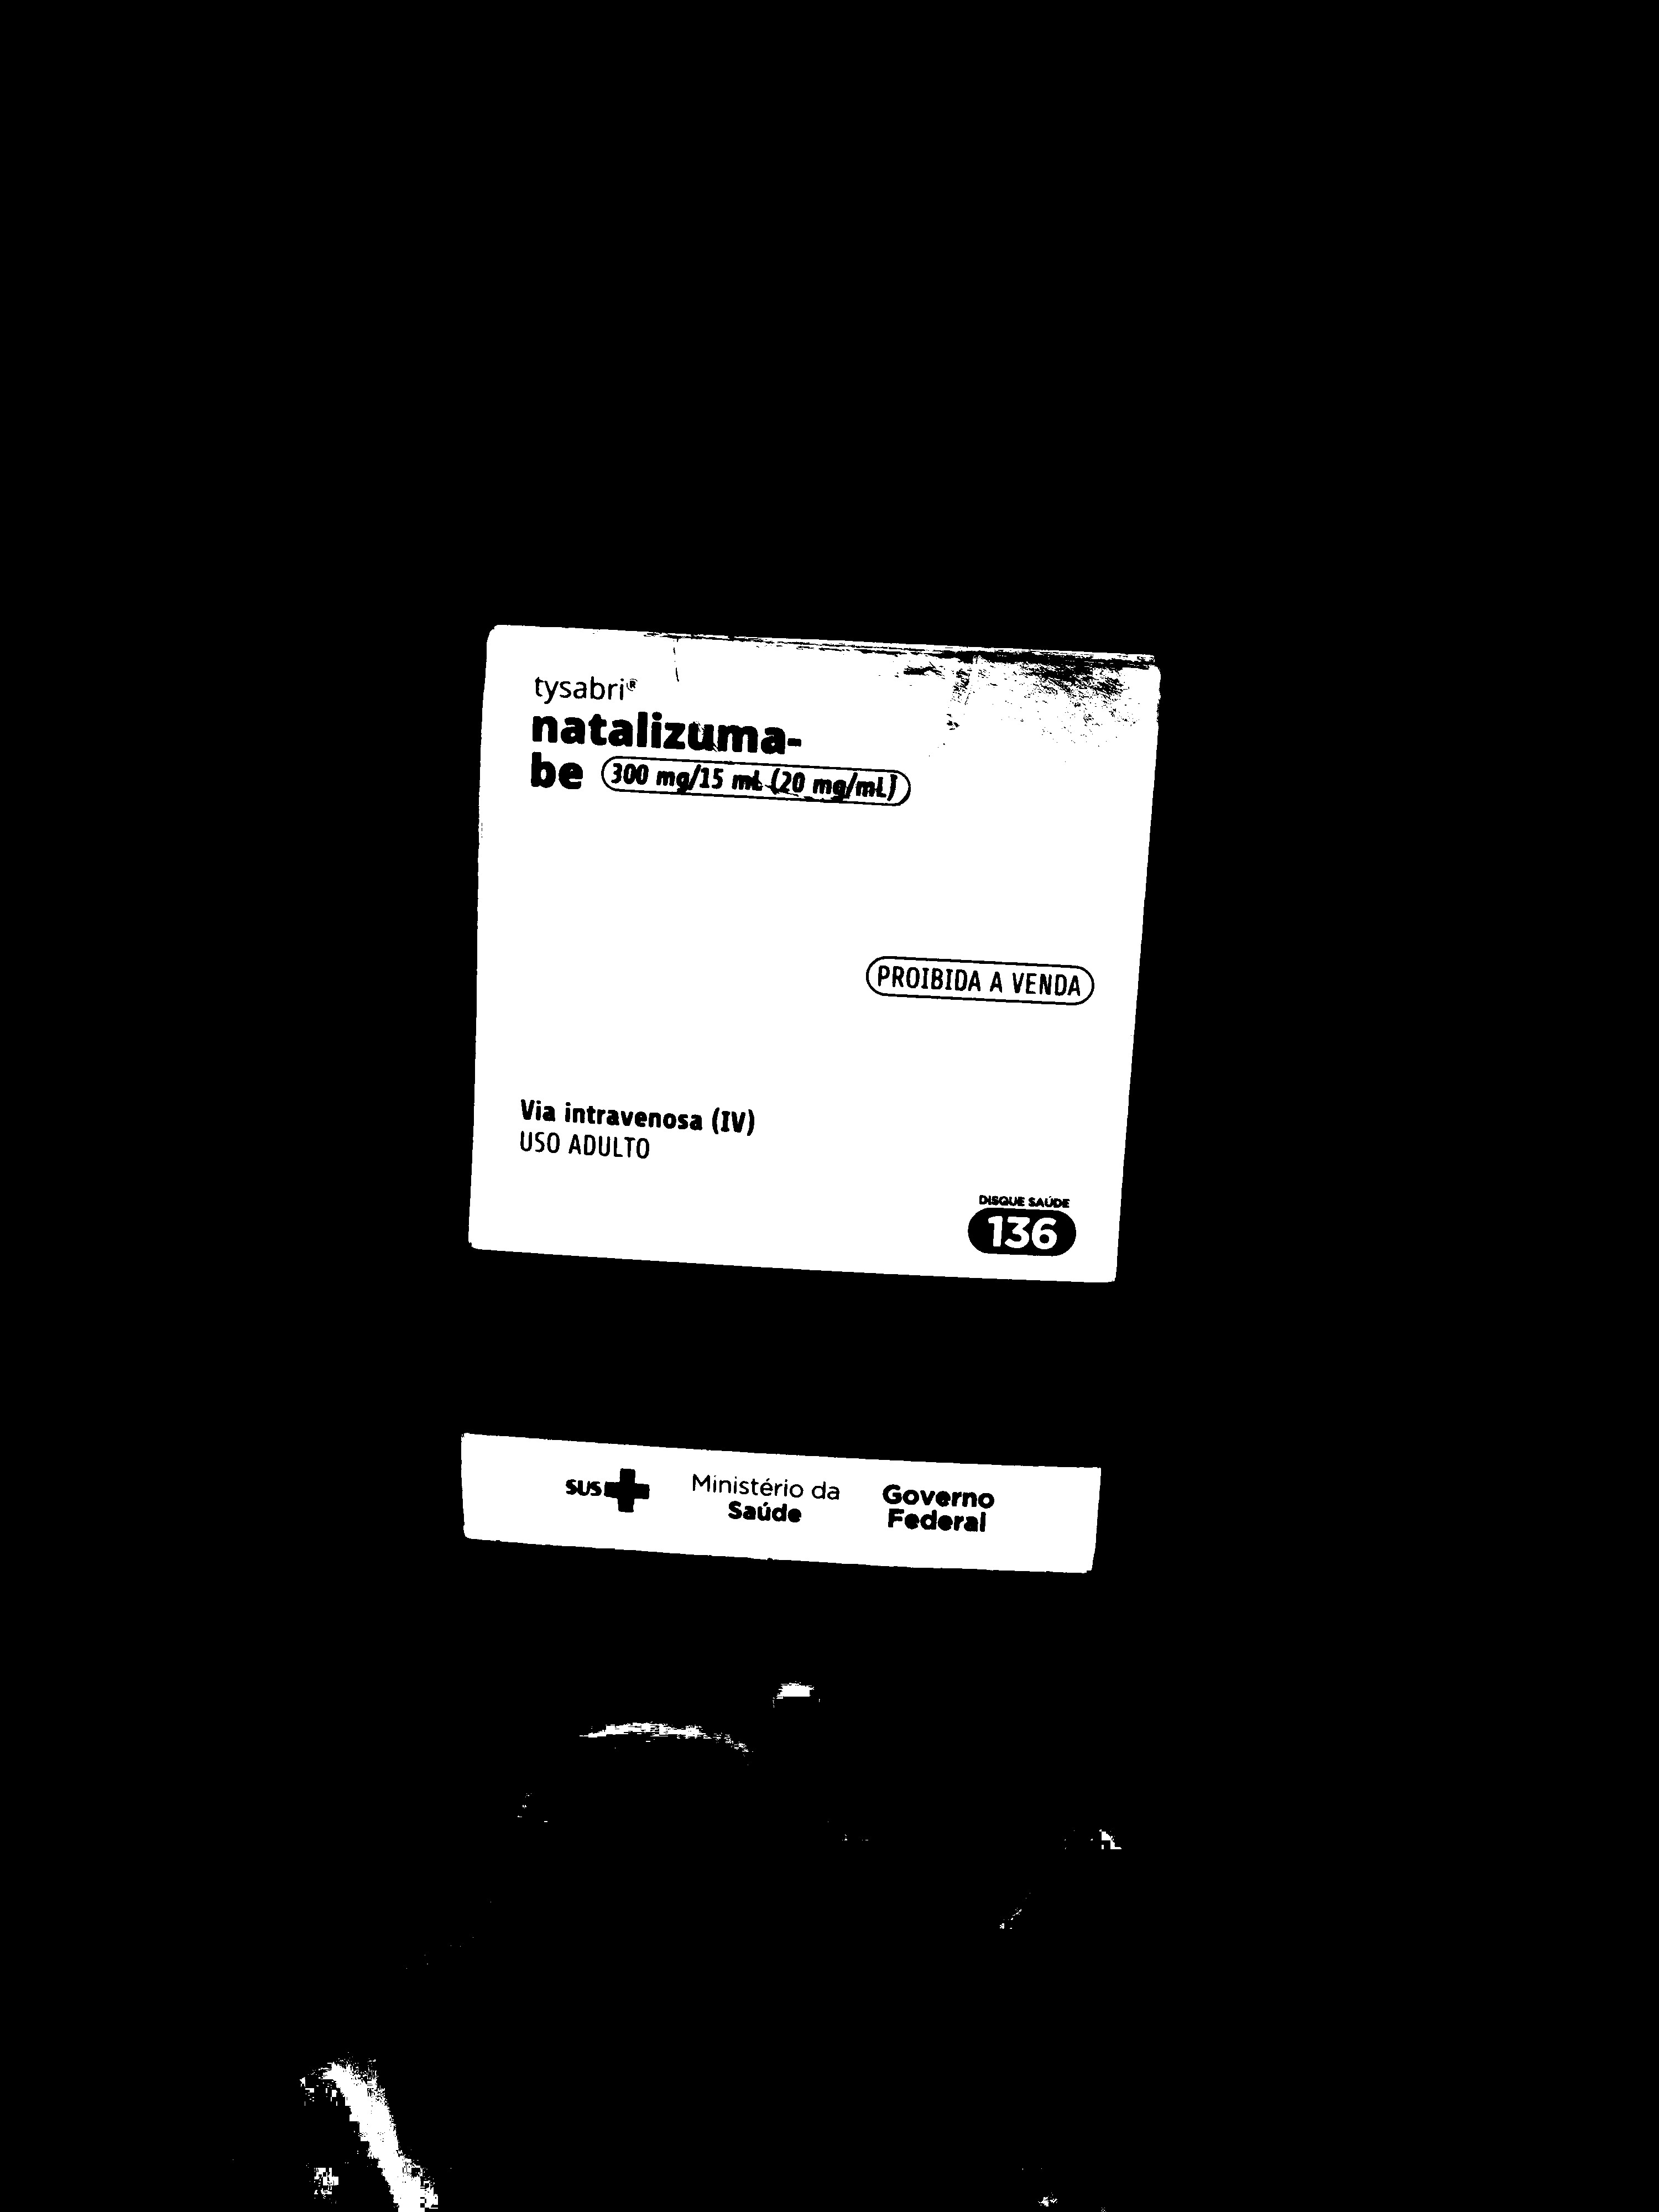 tysabri®
natalizuma-
be 300 mg/15 mL (20 mg/mL)
PROIBIDA A VENDA
Via intravenosa (IV)
USO ADULTO
DISQUE SAÚDE
136
SUS Ministério da Saúde Governo Federal